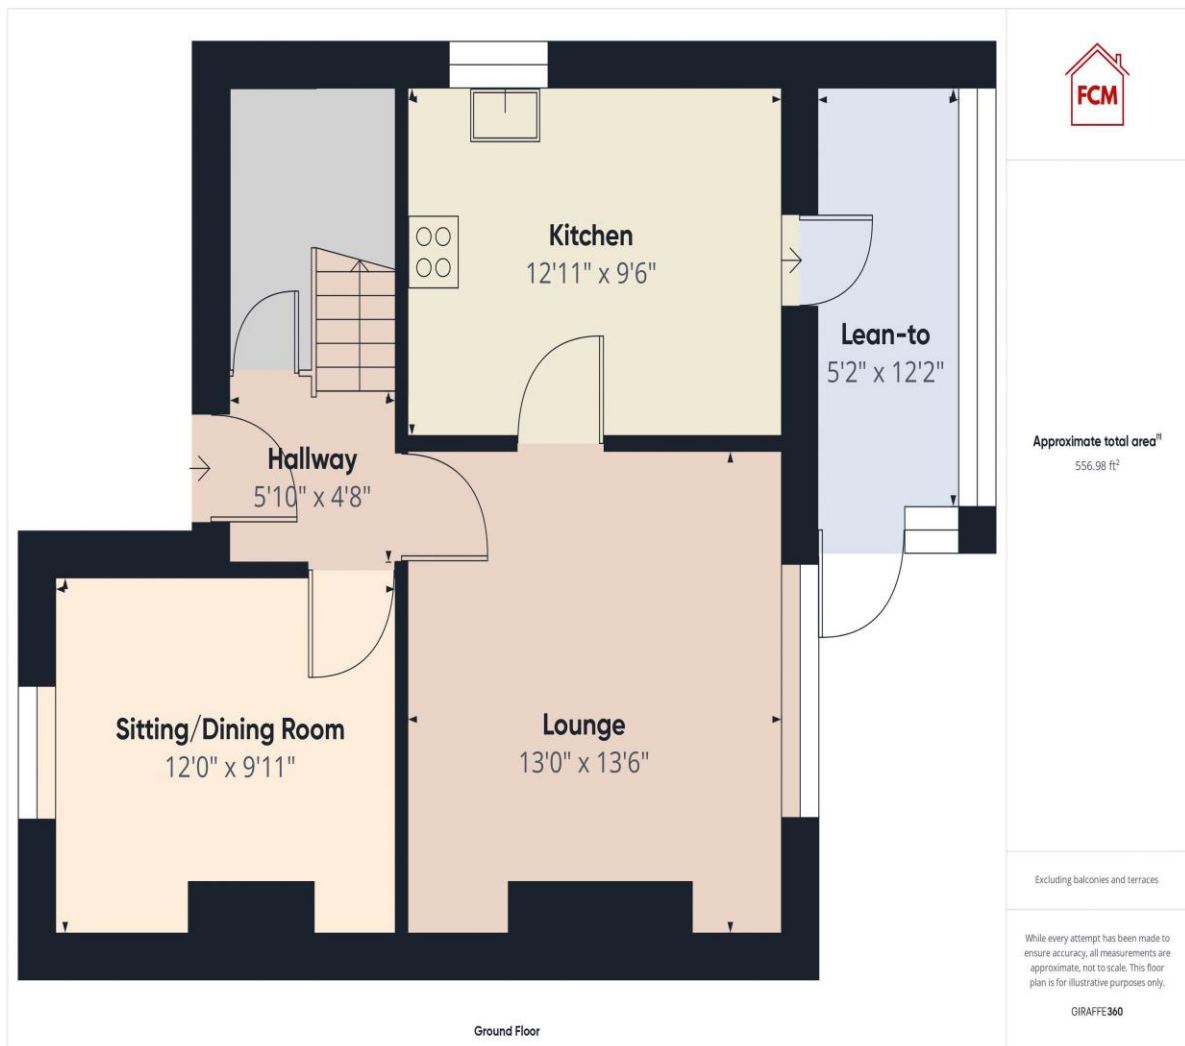 FCM
Kitchen
12'11" x 9'6"
Lean-to
5'2" x 12'2"
Hallway
5'10" x 4'8"
Sitting/Dining Room
12'0" x 9'11"
Lounge
13'0" x 13'6"
Ground Floor
Approximate total area⁽¹⁾
556.98 ft²
Excluding balconies and terraces
While every attempt has been made to
ensure accuracy, all measurements are
approximate, not to scale. This floor
plan is for illustrative purposes only.
GIRAFFE360